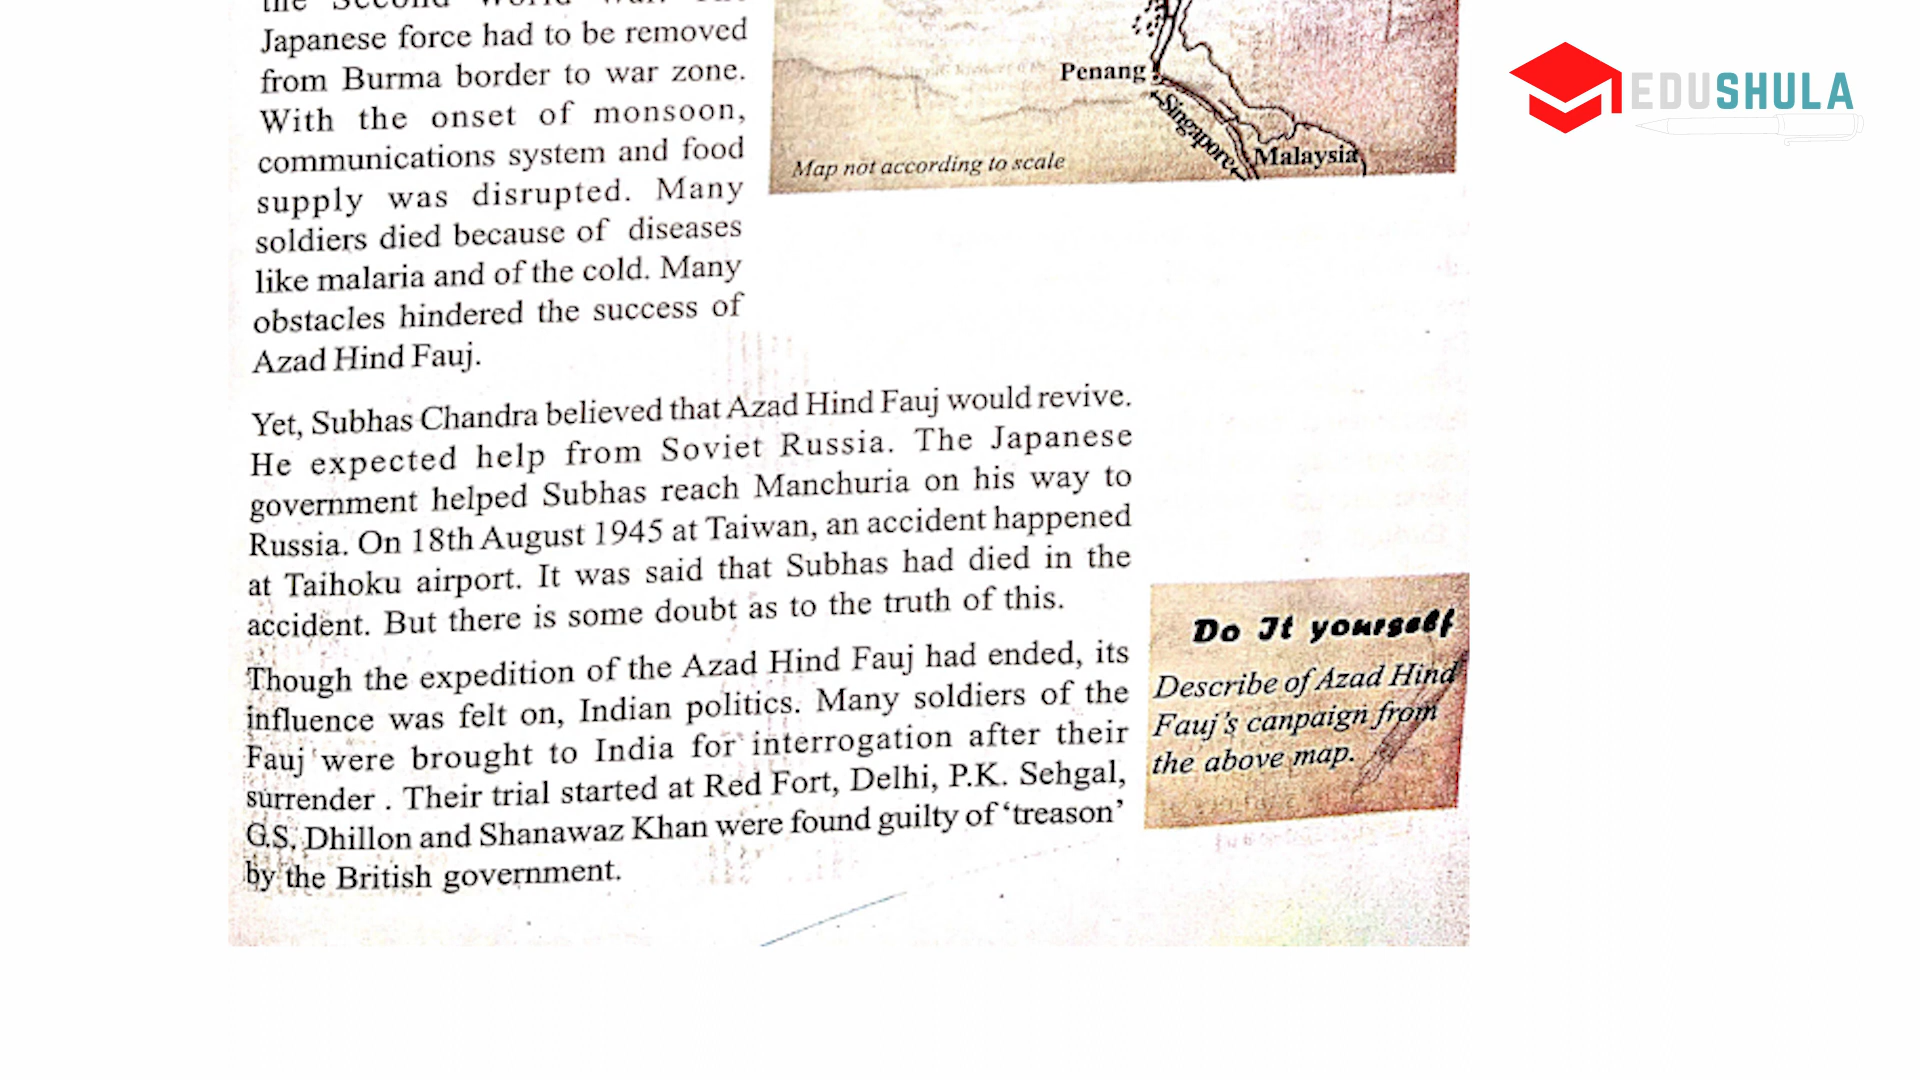 the Second World War. The
Japanese force had to be removed
from Burma border to war zone.
With the onset of monsoon,
communications system and food
supply was disrupted. Many
soldiers died because of diseases
like malaria and of the cold. Many
obstacles hindered the success of
Azad Hind Fauj.
Penang
Singapore
Malaysia
Map not according to scale
EDUSHULA
Yet, Subhas Chandra believed that Azad Hind Fauj would revive.
He expected help from Soviet Russia. The Japanese
government helped Subhas reach Manchuria on his way to
Russia. On 18th August 1945 at Taiwan, an accident happened
at Taihoku airport. It was said that Subhas had died in the
accident. But there is some doubt as to the truth of this.
Though the expedition of the Azad Hind Fauj had ended, its
influence was felt on, Indian politics. Many soldiers of the
Fauj were brought to India for interrogation after their
surrender . Their trial started at Red Fort, Delhi, P.K. Sehgal,
G.S. Dhillon and Shanawaz Khan were found guilty of ‘treason’
by the British government.
Do It yourself
Describe of Azad Hind
Fauj's canpaign from
the above map.